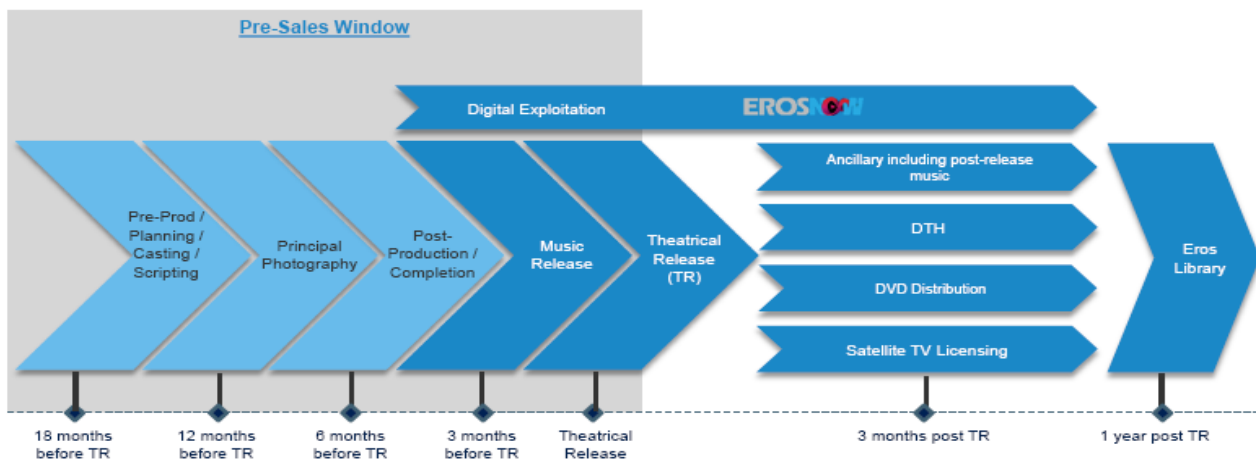 Pre-Sales Window
Digital Exploitation
EROSNOW
Pre-Prod /
Planning /
Casting /
Scripting
Principal
Photography
Post-
Production /
Completion
Music
Release
Theatrical
Release
(TR)
Ancillary including post-release
music
DTH
DVD Distribution
Satellite TV Licensing
Eros
Library
18 months
before TR
12 months
before TR
6 months
before TR
3 months
before TR
Theatrical
Release
3 months post TR
1 year post TR